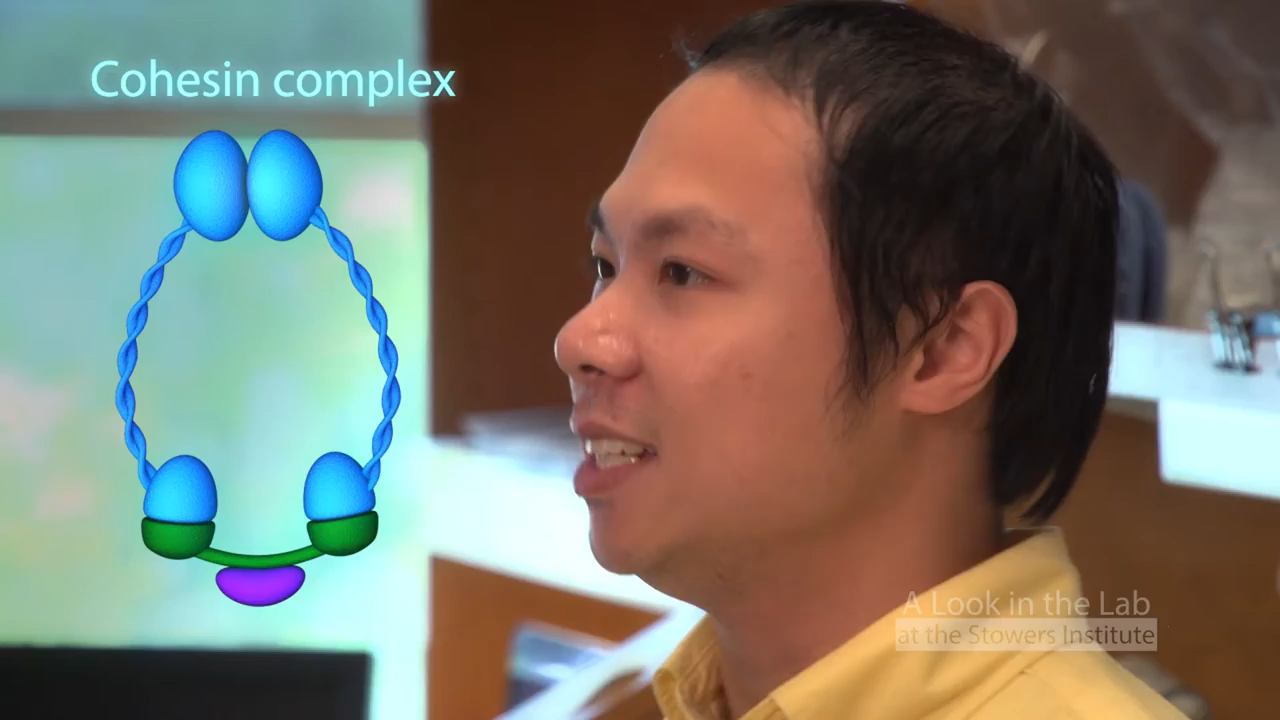 Cohesin complex
A Look in the Lab
at the Stowers Institute